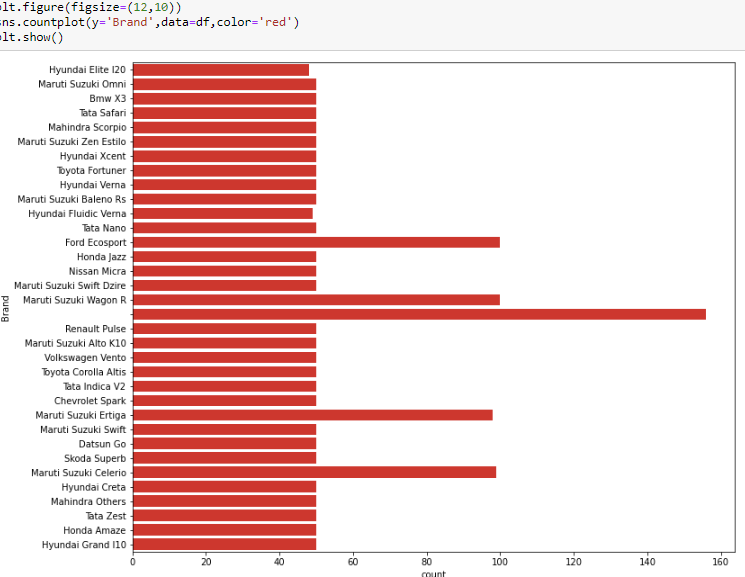 lt.figure(figsize=(12,10))
ns.countplot(y='Brand',data=df,color='red')
lt.show()
Hyundai Elite I20
Maruti Suzuki Omni
Bmw X3
Tata Safari
Mahindra Scorpio
Maruti Suzuki Zen Estilo
Hyundai Xcent
Toyota Fortuner
Hyundai Verna
Maruti Suzuki Baleno Rs
Hyundai Fluidic Verna
Tata Nano
Ford Ecosport
Honda Jazz
Nissan Micra
Maruti Suzuki Swift Dzire
Maruti Suzuki Wagon R
Brand
Renault Pulse
Maruti Suzuki Alto K10
Volkswagen Vento
Toyota Corolla Altis
Tata Indica V2
Chevrolet Spark
Maruti Suzuki Ertiga
Maruti Suzuki Swift
Datsun Go
Skoda Superb
Maruti Suzuki Celerio
Hyundai Creta
Mahindra Others
Tata Zest
Honda Amaze
Hyundai Grand I10
0 20 40 60 80 100 120 140 160
count